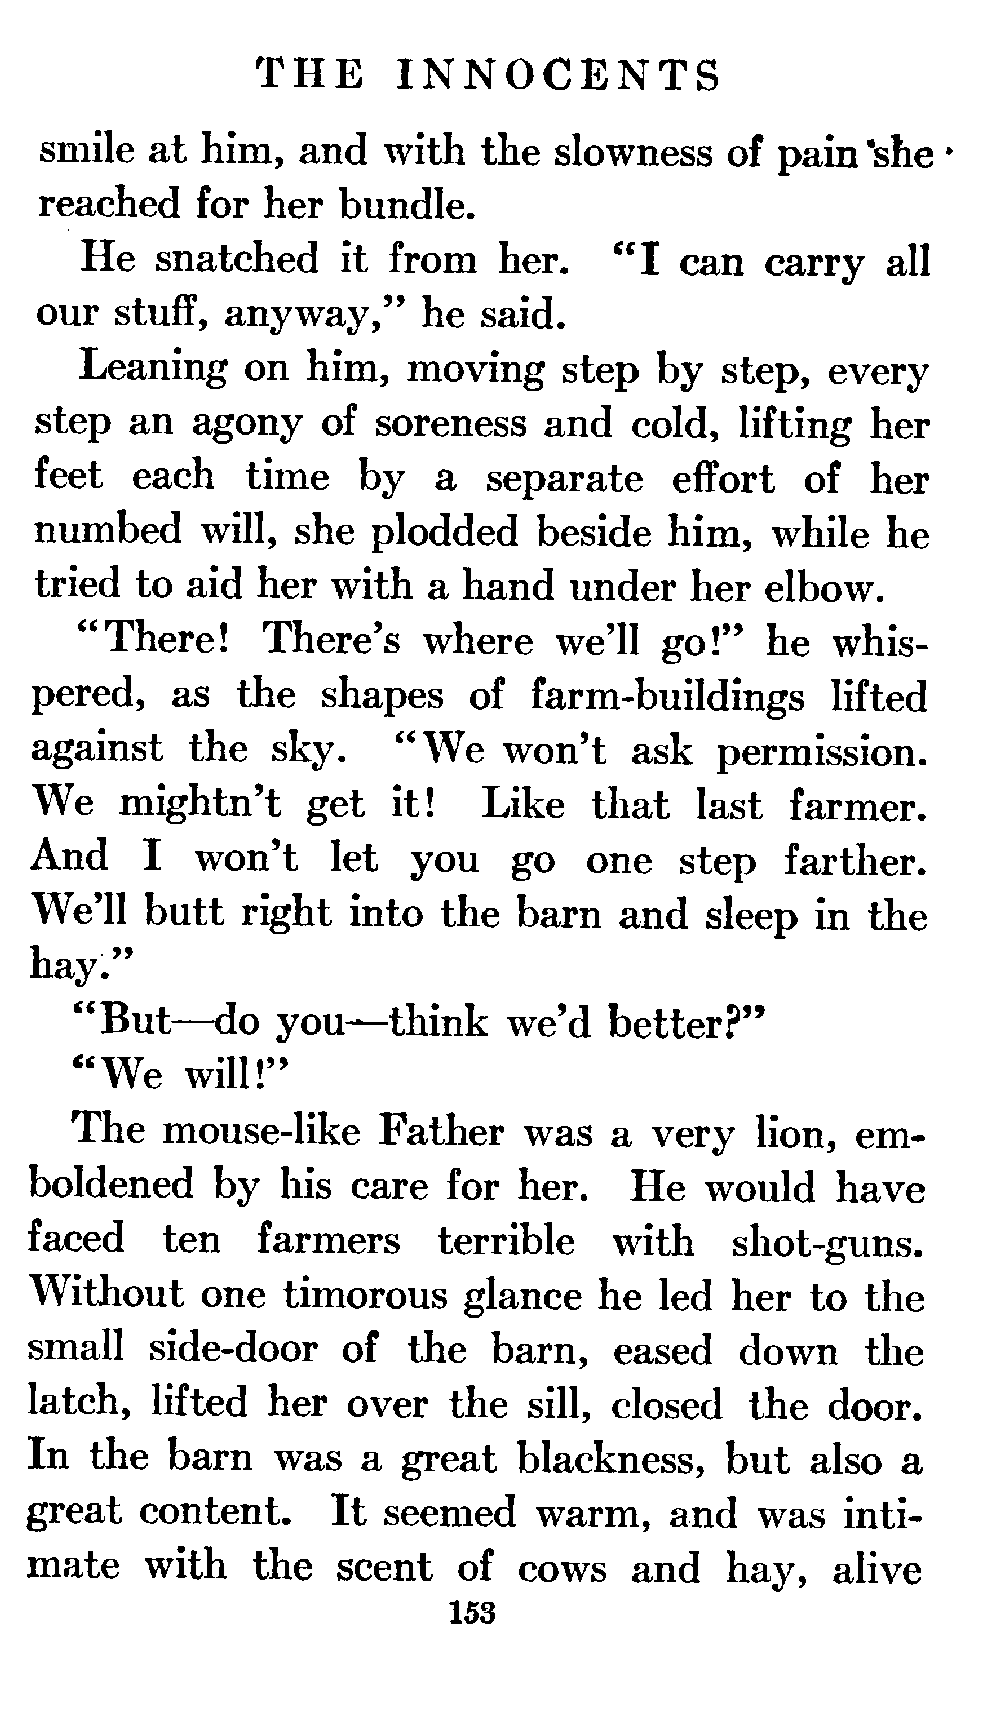 THE INNOCENTS
smile at him, and with the slowness of pain she
reached for her bundle.
He snatched it from her. "I can carry all
our stuff, anyway," he said.
Leaning on him, moving step by step, every
step an agony of soreness and cold, lifting her
feet each time by a separate effort of her
numbed will, she plodded beside him, while he
tried to aid her with a hand under her elbow.
"There! There's where we'll go!" he whis-
pered, as the shapes of farm-buildings lifted
against the sky. "We won't ask permission.
We mightn't get it! Like that last farmer.
And I won't let you go one step farther.
We'll butt right into the barn and sleep in the
hay."
"But—do you—think we'd better?"
"We will!"
The mouse-like Father was a very lion, em-
boldened by his care for her. He would have
faced ten farmers terrible with shot-guns.
Without one timorous glance he led her to the
small side-door of the barn, eased down the
latch, lifted her over the sill, closed the door.
In the barn was a great blackness, but also a
great content. It seemed warm, and was inti-
mate with the scent of cows and hay, alive
153